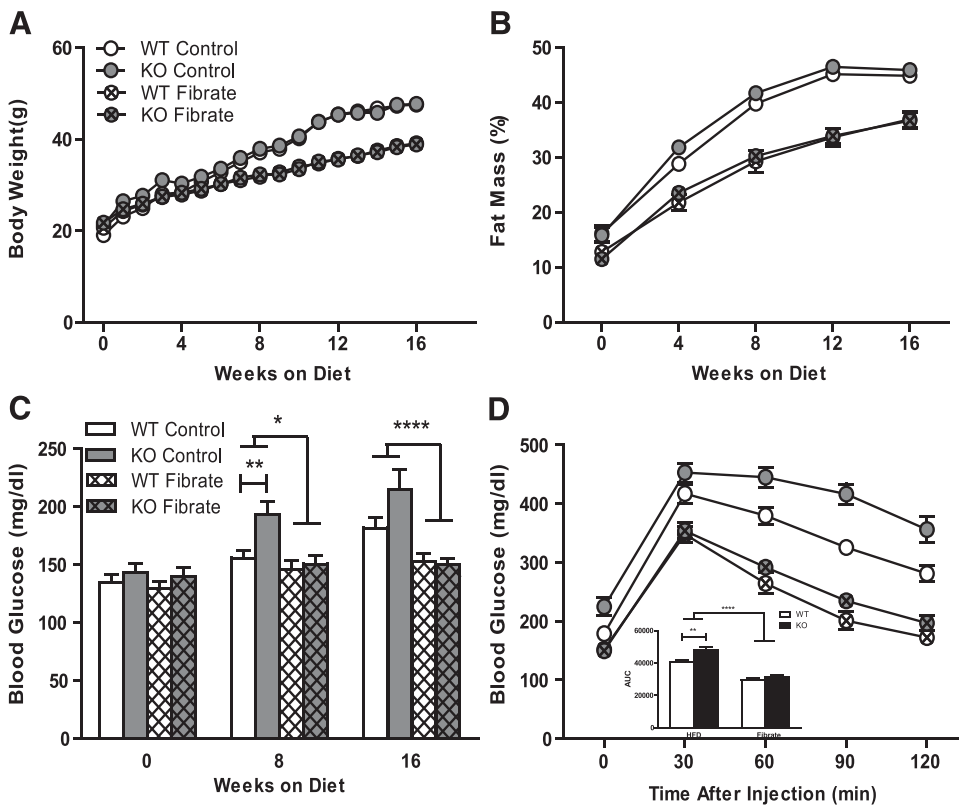 A
60
WT Control
KO Control
WT Fibrate
KO Fibrate
40
20
0
Body Weight(g)
0 4 8 12 16
Weeks on Diet
B
50
40
30
20
10
0
Fat Mass (%)
0 4 8 12 16
Weeks on Diet
C
WT Control
KO Control
WT Fibrate
KO Fibrate
* **** **
250
200
150
100
50
0
Blood Glucose (mg/dl)
0 8 16
Weeks on Diet
D
500
400
300
200
100
0
Blood Glucose (mg/dl)
**** WT
KO
**
60000
40000
20000
0
AUC
HFD Fibrate
0 30 60 90 120
Time After Injection (min)